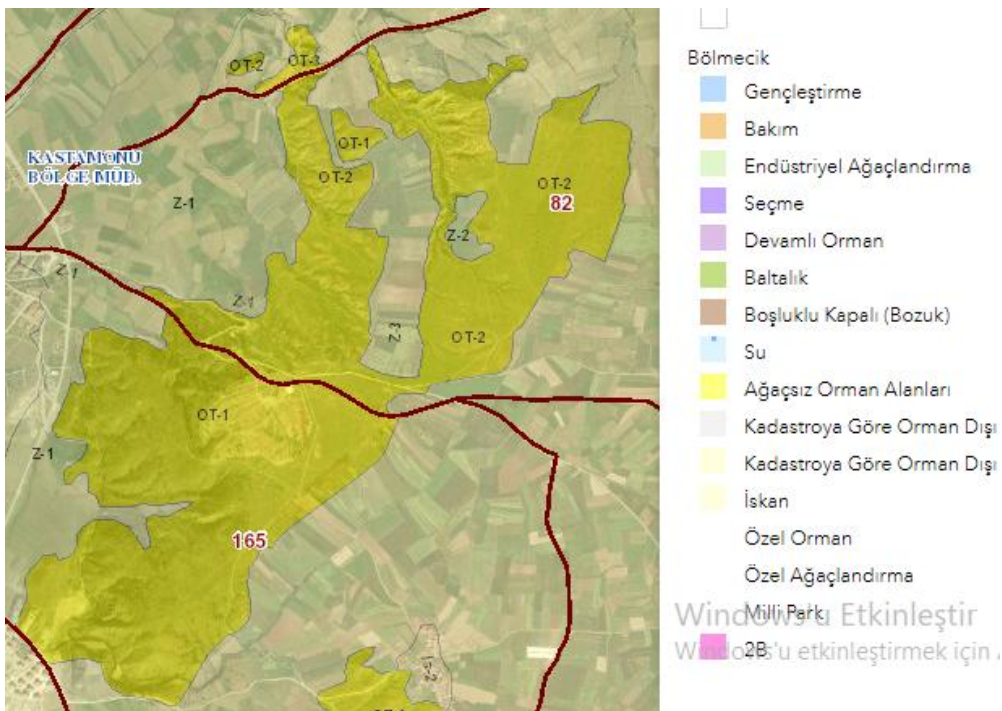 OT-2
OT-3
KASTAMONU
BÖLGE MÜD.
OT-1
OT-2
Z-1
OT-2
82
Z-2
Z-1
Z-1
Z-3
OT-2
OT-1
Z-1
165
İs-2
Bölmecik
Gençleştirme
Bakım
Endüstriyel Ağaçlandırma
Seçme
Devamlı Orman
Baltalık
Boşluklu Kapalı (Bozuk)
Su
Ağaçsız Orman Alanları
Kadastroya Göre Orman Dışı
Kadastroya Göre Orman Dışı
İskan
Özel Orman
Özel Ağaçlandırma
Milli Park
Windows'u Etkinleştir
2B
Windows'u etkinleştirmek için